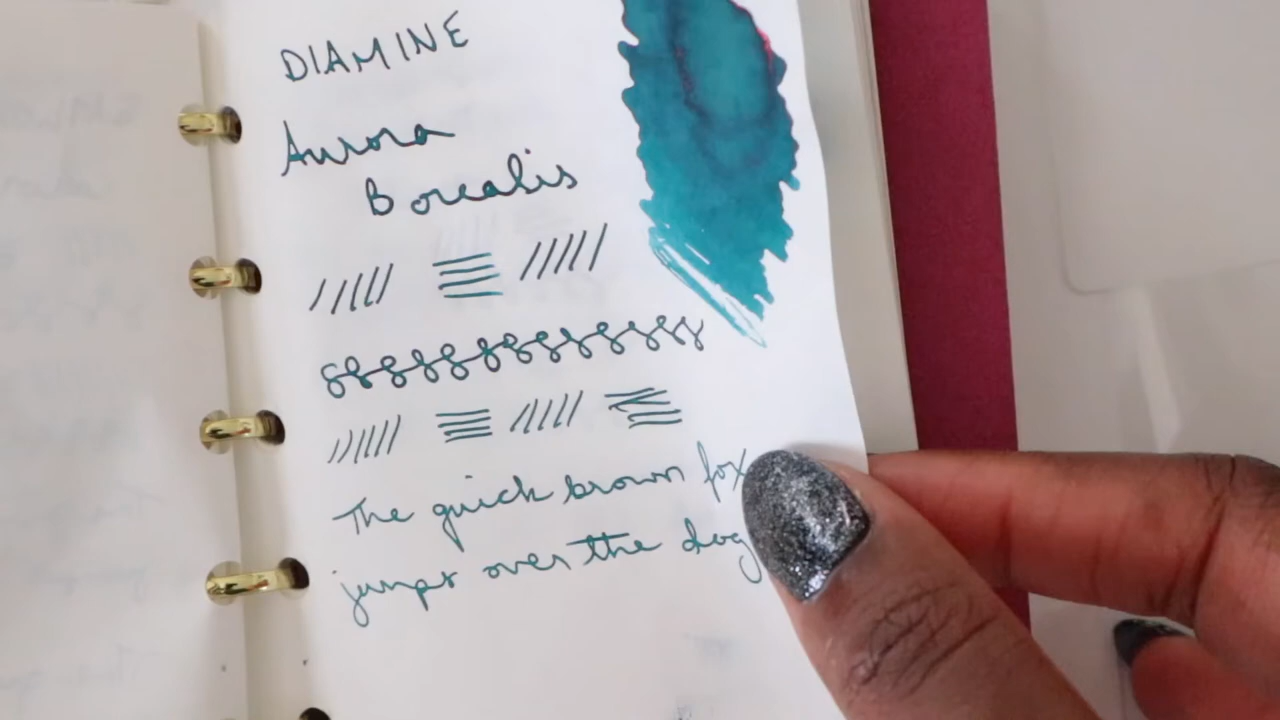 DIAMINE
Aurora
Borealis
The quick brown fox
jumps over the dog